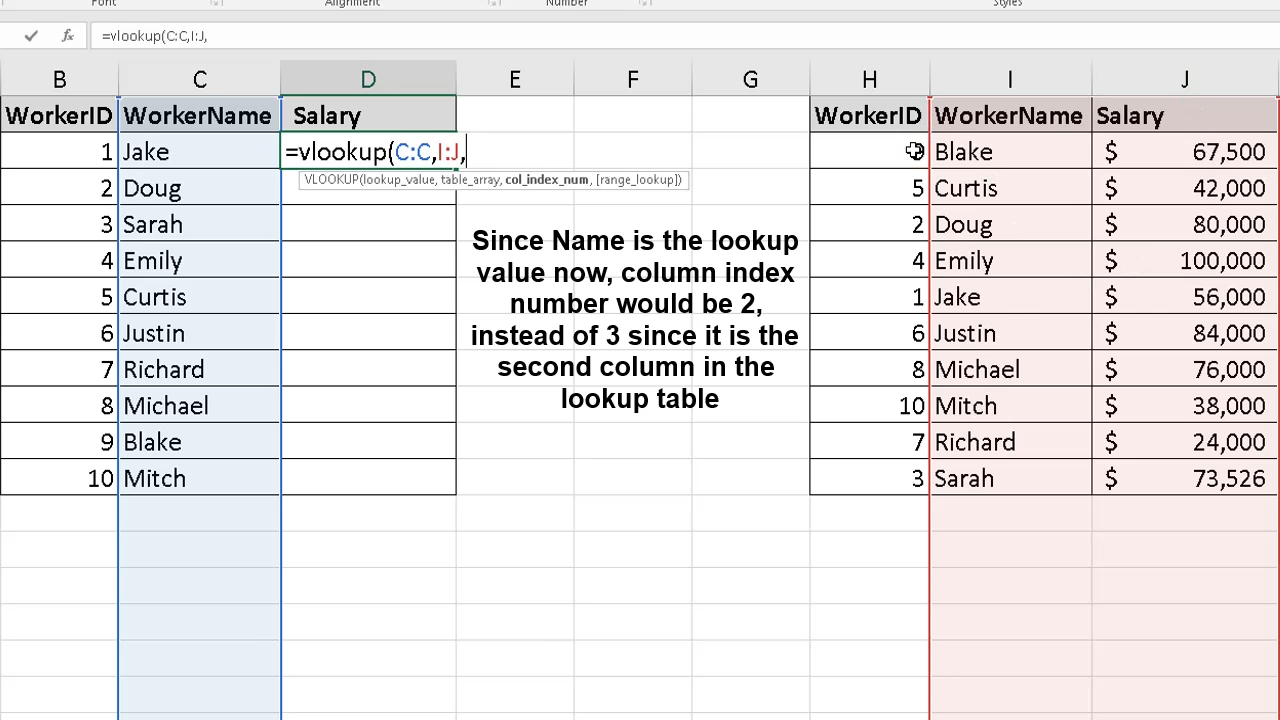 Font Alignment Number Styles
fx =vlookup(C:C,I:J,
B C D E F G H I J
WorkerID WorkerName Salary WorkerID WorkerName Salary
1 Jake =vlookup(C:C,I:J, Blake $ 67,500
VLOOKUP(lookup_value, table_array, col_index_num, [range_lookup])
2 Doug 5 Curtis $ 42,000
3 Sarah 2 Doug $ 80,000
4 Emily 4 Emily $ 100,000
5 Curtis 1 Jake $ 56,000
6 Justin 6 Justin $ 84,000
7 Richard 8 Michael $ 76,000
8 Michael 10 Mitch $ 38,000
9 Blake 7 Richard $ 24,000
10 Mitch 3 Sarah $ 73,526
Since Name is the lookup
value now, column index
number would be 2,
instead of 3 since it is the
second column in the
lookup table